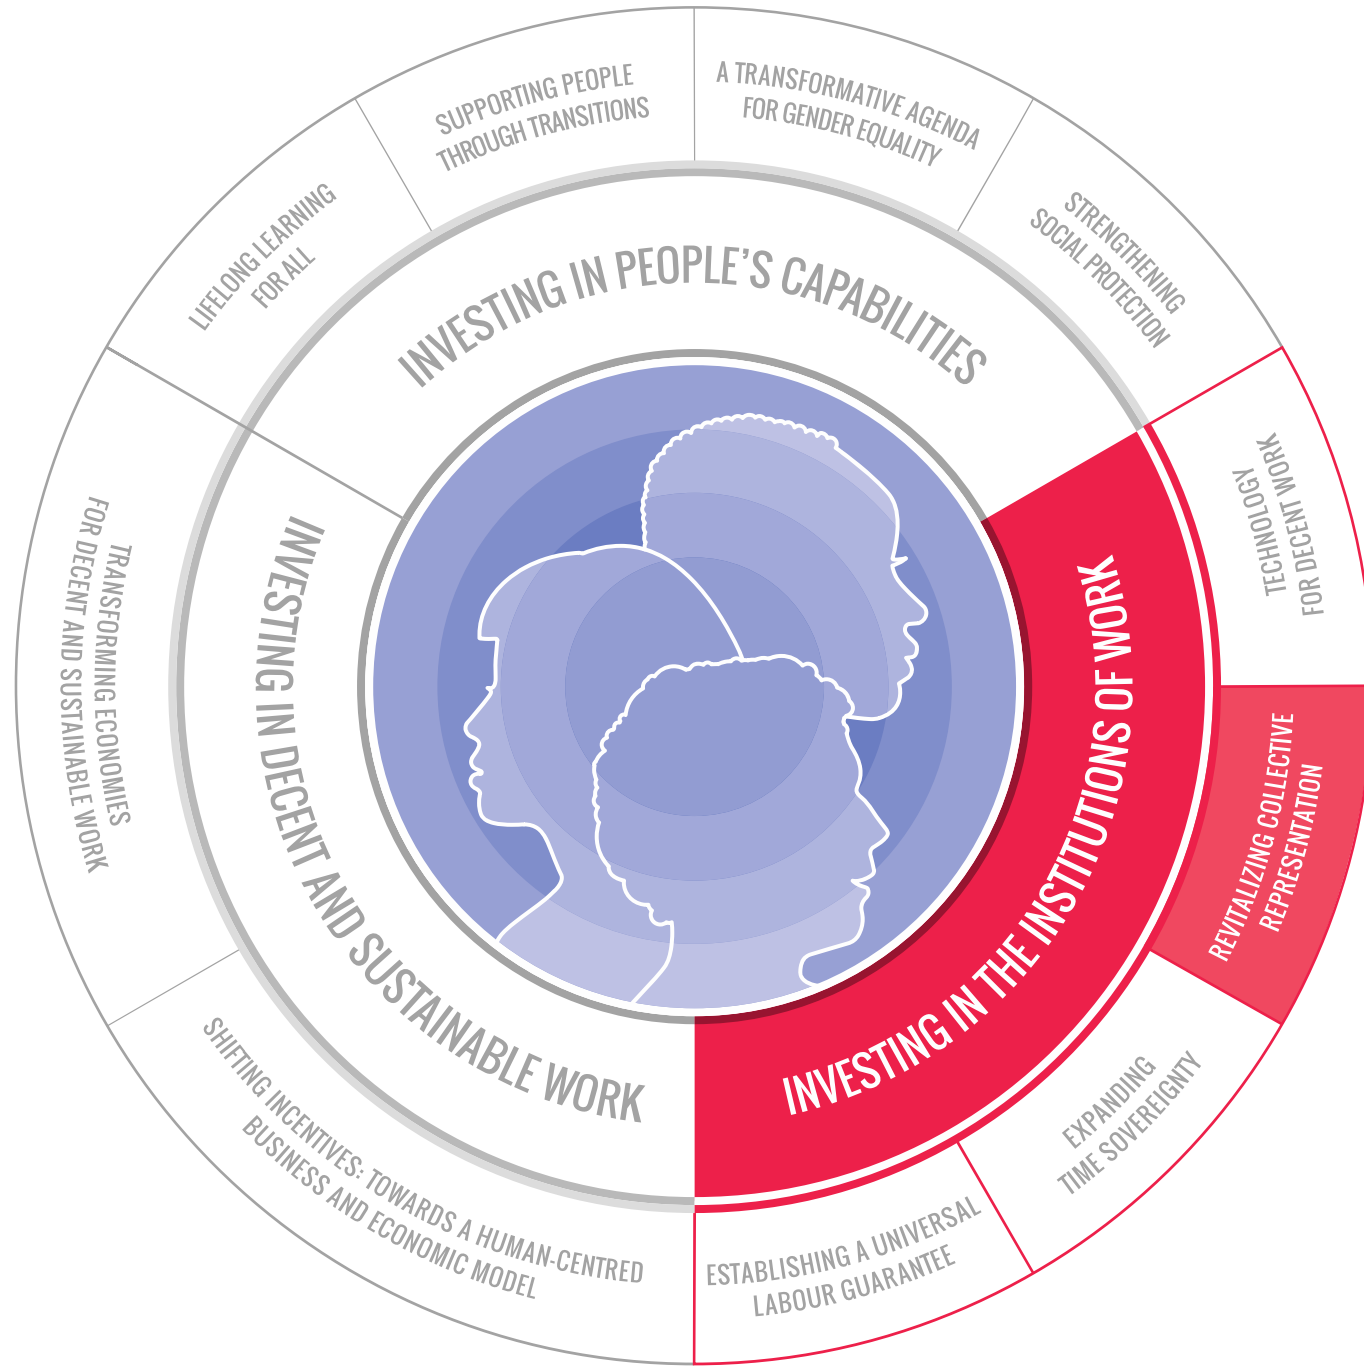 LIFELONG LEARNING
FOR ALL
SUPPORTING PEOPLE
THROUGH TRANSITIONS
A TRANSFORMATIVE AGENDA
FOR GENDER EQUALITY
STRENGTHENING
SOCIAL PROTECTION
INVESTING IN PEOPLE’S CAPABILITIES
TECHNOLOGY
FOR DECENT WORK
REVITALIZING COLLECTIVE
REPRESENTATION
EXPANDING
TIME SOVEREIGNTY
ESTABLISHING A UNIVERSAL
LABOUR GUARANTEE
INVESTING IN THE INSTITUTIONS OF WORK
TRANSFORMING ECONOMIES
FOR DECENT AND SUSTAINABLE WORK
SHIFTING INCENTIVES: TOWARDS A HUMAN-CENTRED
BUSINESS AND ECONOMIC MODEL
INVESTING IN DECENT AND SUSTAINABLE WORK